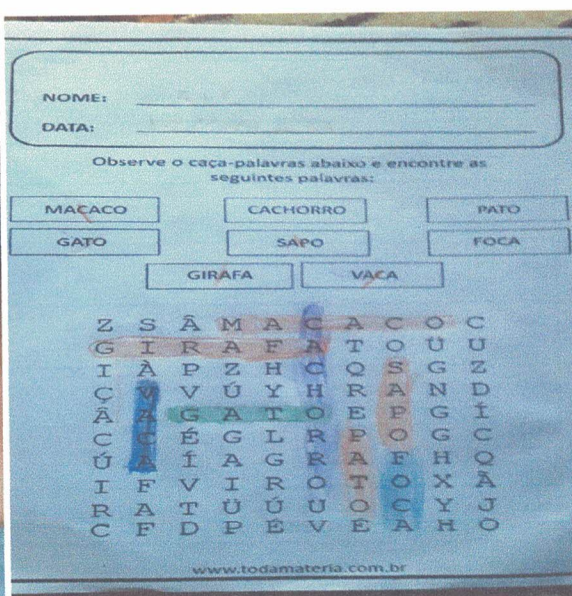 NOME:
DATA:
Observe o caça-palavras abaixo e encontre as
seguintes palavras:
MACACO CACHORRO PATO
GATO SAPO FOCA
GIRAFA VACA
Z S Â M A C A C O C
G I R A F A T O U U
I À P Z H C Q S G Z
Ç V V Ú Y H R A N D
Ã A G A T O E P G Í
C C É G L R P O G C
Ú A Í A G R A F H Q
I F V I R O T O X Ã
R A T Ü Ú U O C Y J
C F D P É V E A H O
www.todamateria.com.br